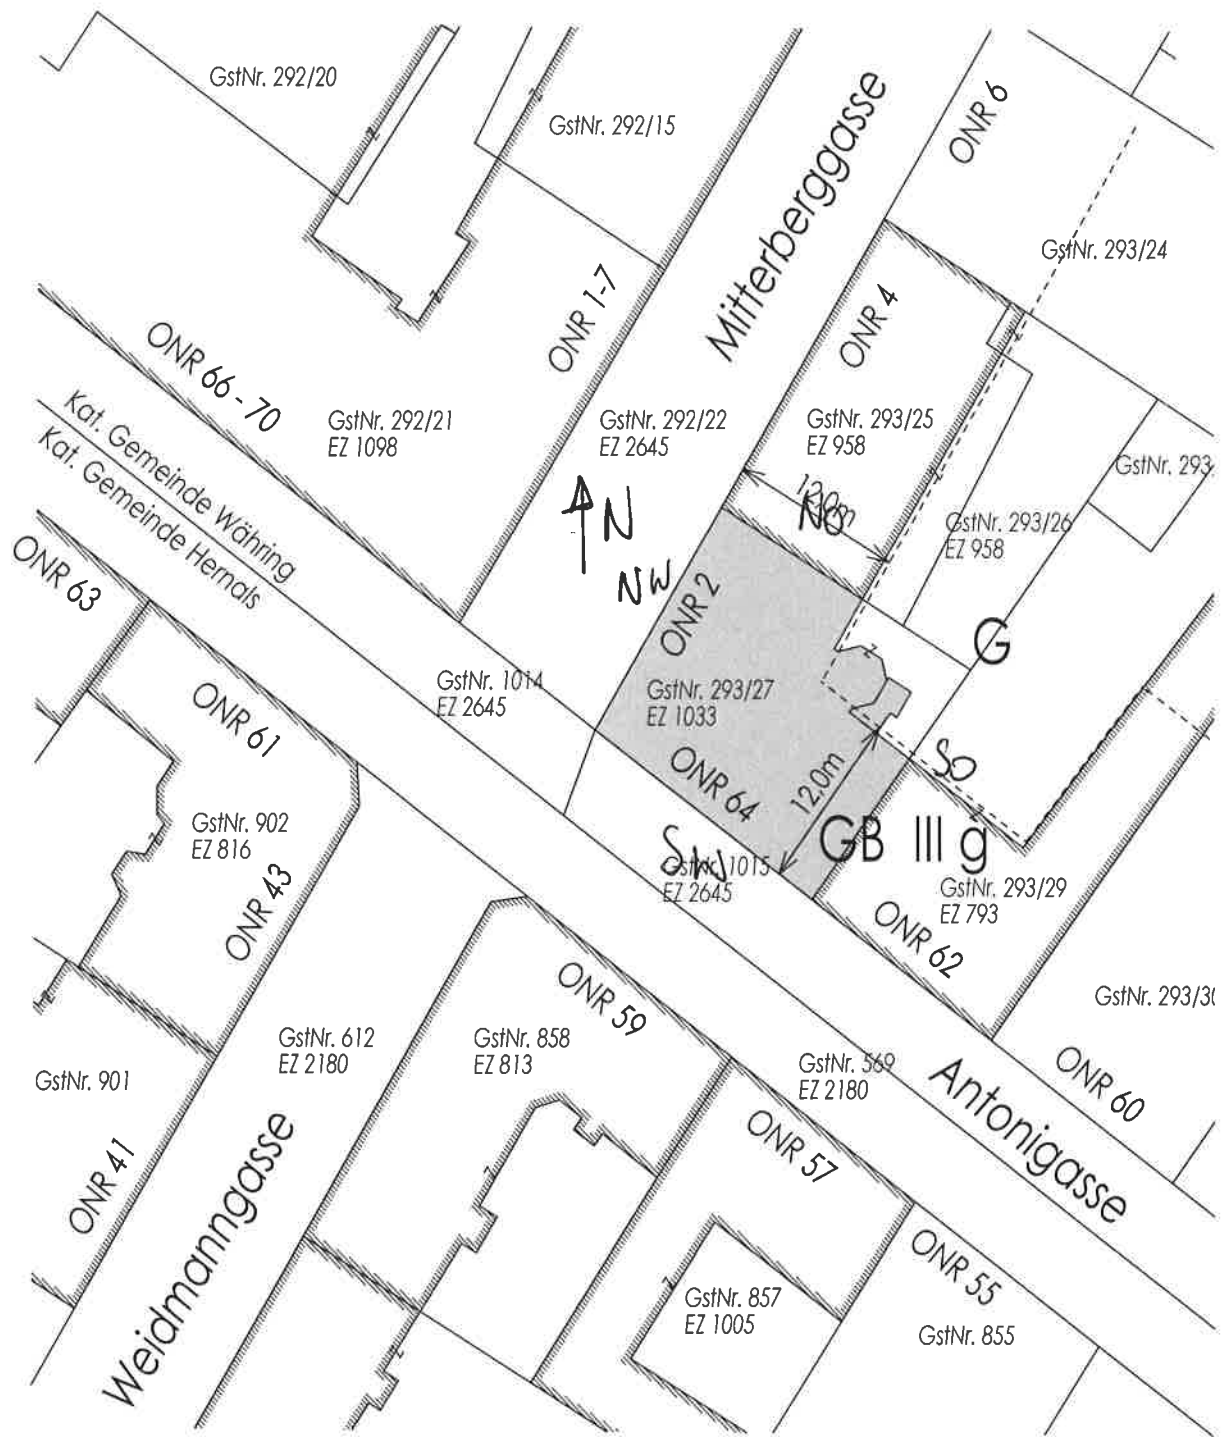 GstNr. 292/20
GstNr. 292/15
Mitterberggasse
ONR 6
GstNr. 293/24
ONR 1-7
ONR 4
ONR 66 - 70
GstNr. 292/21
EZ 1098
GstNr. 292/22
EZ 2645
GstNr. 293/25
EZ 958
GstNr. 293
Kat. Gemeinde Währing
Kat. Gemeinde Hernals
12,0m
N
NO
GstNr. 293/26
EZ 958
ONR 63
NW
ONR 2
G
ONR 61
GstNr. 1014
EZ 2645
GstNr. 293/27
EZ 1033
SO
ONR 64
12,0m
GstNr. 902
EZ 816
SW
GstNr. 1015
EZ 2645
GB III g
GstNr. 293/29
EZ 793
ONR 43
ONR 62
ONR 59
GstNr. 293/30
GstNr. 612
EZ 2180
GstNr. 858
EZ 813
GstNr. 569
EZ 2180
GstNr. 901
Antonigasse
ONR 60
ONR 41
ONR 57
Weidmanngasse
ONR 55
GstNr. 857
EZ 1005
GstNr. 855